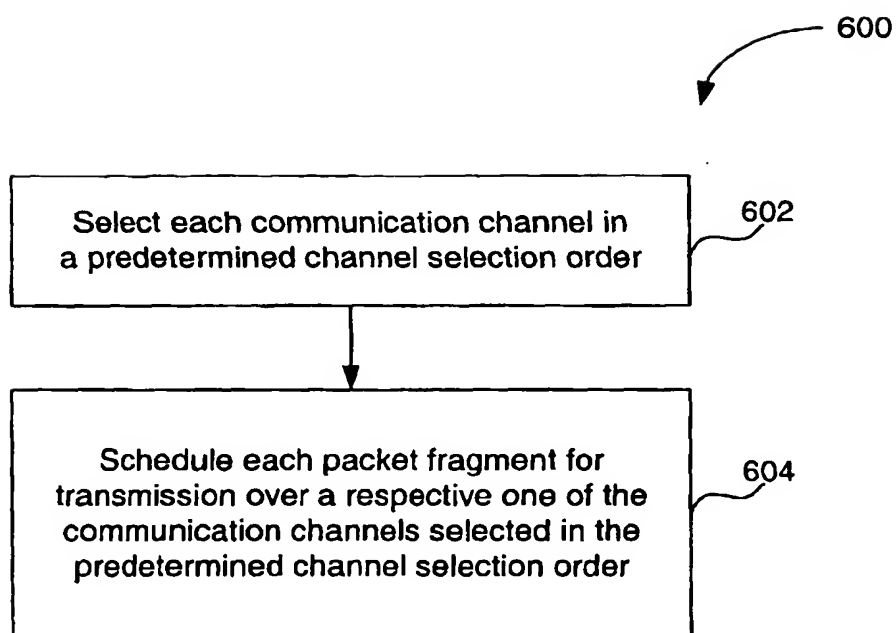 600
Select each communication channel in
a predetermined channel selection order
602
Schedule each packet fragment for
transmission over a respective one of the
communication channels selected in the
predetermined channel selection order
604